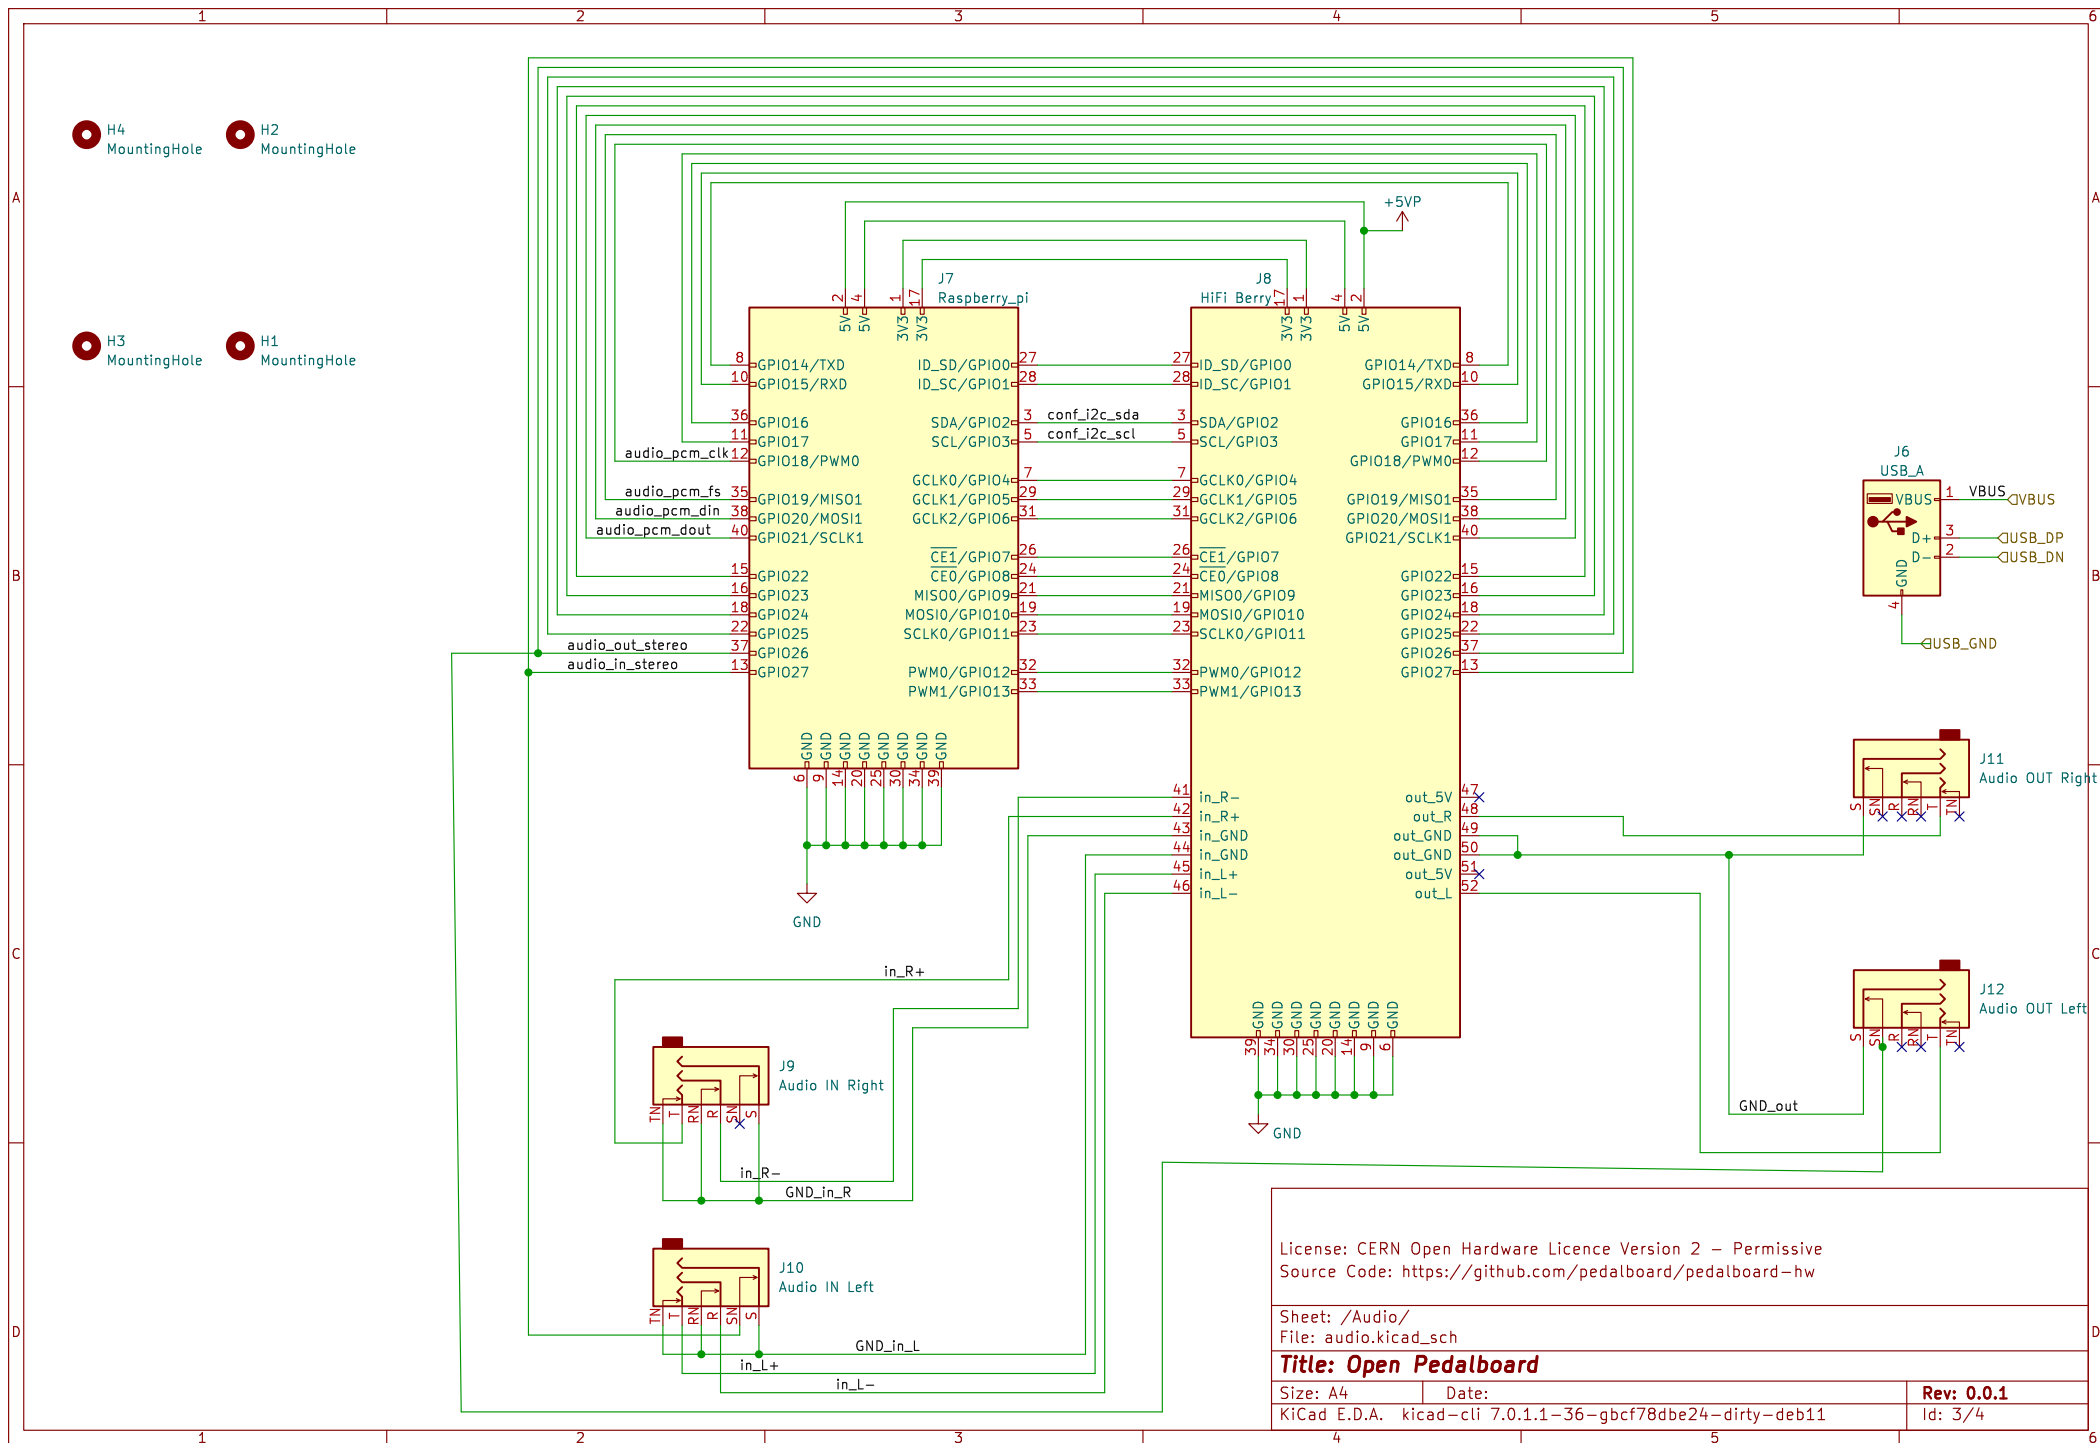 1 2 3 4 5 6
A
B
C
D
A
B
C
D
1 2 3 4 5 6
H4
MountingHole
H2
MountingHole
H3
MountingHole
H1
MountingHole
+5VP
J7
Raspberry_pi
2 4 1 17
5V 5V 3V3 3V3
8 GPIO14/TXD
10 GPIO15/RXD
36 GPIO16
11 GPIO17
audio_pcm_clk 12 GPIO18/PWM0
audio_pcm_fs 35 GPIO19/MISO1
audio_pcm_din 38 GPIO20/MOSI1
audio_pcm_dout 40 GPIO21/SCLK1
15 GPIO22
16 GPIO23
18 GPIO24
22 GPIO25
audio_out_stereo 37 GPIO26
audio_in_stereo 13 GPIO27
ID_SD/GPIO0 27
ID_SC/GPIO1 28
SDA/GPIO2 3 conf_i2c_sda
SCL/GPIO3 5 conf_i2c_scl
GCLK0/GPIO4 7
GCLK1/GPIO5 29
GCLK2/GPIO6 31
CE1/GPIO7 26
CE0/GPIO8 24
MISO0/GPIO9 21
MOSI0/GPIO10 19
SCLK0/GPIO11 23
PWM0/GPIO12 32
PWM1/GPIO13 33
GND GND GND GND GND GND GND GND
6 9 14 20 25 30 34 39
GND
J8
HiFi Berry
17 1 4 2
3V3 3V3 5V 5V
27 ID_SD/GPIO0
28 ID_SC/GPIO1
3 SDA/GPIO2
5 SCL/GPIO3
7 GCLK0/GPIO4
29 GCLK1/GPIO5
31 GCLK2/GPIO6
26 CE1/GPIO7
24 CE0/GPIO8
21 MISO0/GPIO9
19 MOSI0/GPIO10
23 SCLK0/GPIO11
32 PWM0/GPIO12
33 PWM1/GPIO13
41 in_R-
42 in_R+
43 in_GND
44 in_GND
45 in_L+
46 in_L-
GPIO14/TXD 8
GPIO15/RXD 10
GPIO16 36
GPIO17 11
GPIO18/PWM0 12
GPIO19/MISO1 35
GPIO20/MOSI1 38
GPIO21/SCLK1 40
GPIO22 15
GPIO23 16
GPIO24 18
GPIO25 22
GPIO26 37
GPIO27 13
out_5V 47
out_R 48
out_GND 49
out_GND 50
out_5V 51
out_L 52
GND GND GND GND GND GND GND GND
39 34 30 25 20 14 9 6
GND
J6
USB_A
VBUS 1 VBUS VBUS
D+ 3 USB_DP
D- 2 USB_DN
GND
4
USB_GND
J11
Audio OUT Right
S SN R RN T TN
J12
Audio OUT Left
S SN R RN T TN
GND_out
in_R+
J9
Audio IN Right
TN T RN R SN S
in_R-
GND_in_R
J10
Audio IN Left
TN T RN R SN S
GND_in_L
in_L+
in_L-
License: CERN Open Hardware Licence Version 2 - Permissive
Source Code: https://github.com/pedalboard/pedalboard-hw
Sheet: /Audio/
File: audio.kicad_sch
Title: Open Pedalboard
Size: A4 Date: Rev: 0.0.1
KiCad E.D.A. kicad-cli 7.0.1.1-36-gbcf78dbe24-dirty-deb11 Id: 3/4